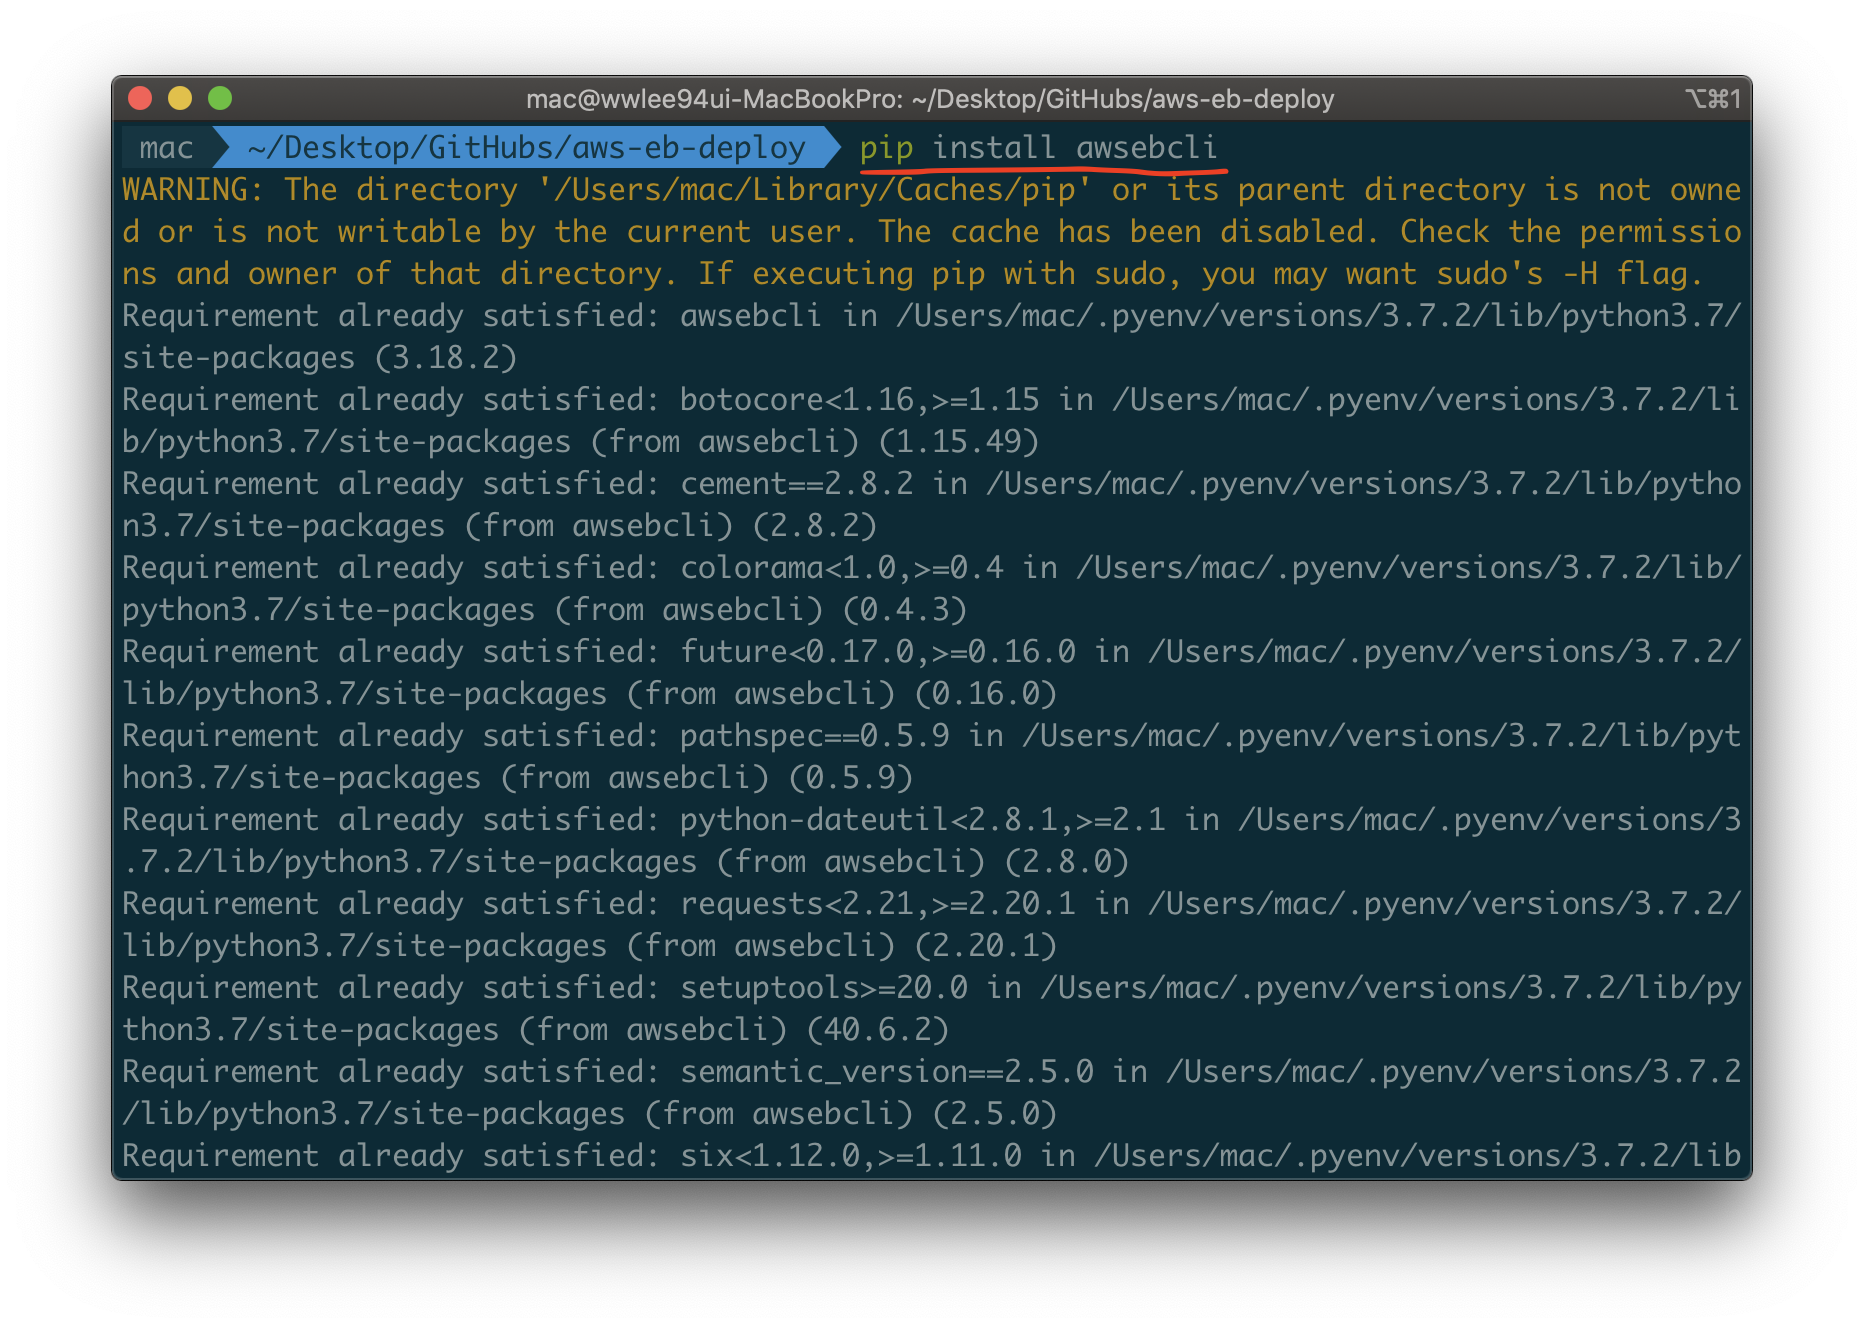 mac@wwlee94ui-MacBookPro: ~/Desktop/GitHubs/aws-eb-deploy ⌥⌘1
mac ~/Desktop/GitHubs/aws-eb-deploy pip install awsebcli
WARNING: The directory '/Users/mac/Library/Caches/pip' or its parent directory is not owne
d or is not writable by the current user. The cache has been disabled. Check the permissio
ns and owner of that directory. If executing pip with sudo, you may want sudo's -H flag.
Requirement already satisfied: awsebcli in /Users/mac/.pyenv/versions/3.7.2/lib/python3.7/
site-packages (3.18.2)
Requirement already satisfied: botocore<1.16,>=1.15 in /Users/mac/.pyenv/versions/3.7.2/li
b/python3.7/site-packages (from awsebcli) (1.15.49)
Requirement already satisfied: cement==2.8.2 in /Users/mac/.pyenv/versions/3.7.2/lib/pytho
n3.7/site-packages (from awsebcli) (2.8.2)
Requirement already satisfied: colorama<1.0,>=0.4 in /Users/mac/.pyenv/versions/3.7.2/lib/
python3.7/site-packages (from awsebcli) (0.4.3)
Requirement already satisfied: future<0.17.0,>=0.16.0 in /Users/mac/.pyenv/versions/3.7.2/
lib/python3.7/site-packages (from awsebcli) (0.16.0)
Requirement already satisfied: pathspec==0.5.9 in /Users/mac/.pyenv/versions/3.7.2/lib/pyt
hon3.7/site-packages (from awsebcli) (0.5.9)
Requirement already satisfied: python-dateutil<2.8.1,>=2.1 in /Users/mac/.pyenv/versions/3
.7.2/lib/python3.7/site-packages (from awsebcli) (2.8.0)
Requirement already satisfied: requests<2.21,>=2.20.1 in /Users/mac/.pyenv/versions/3.7.2/
lib/python3.7/site-packages (from awsebcli) (2.20.1)
Requirement already satisfied: setuptools>=20.0 in /Users/mac/.pyenv/versions/3.7.2/lib/py
thon3.7/site-packages (from awsebcli) (40.6.2)
Requirement already satisfied: semantic_version==2.5.0 in /Users/mac/.pyenv/versions/3.7.2
/lib/python3.7/site-packages (from awsebcli) (2.5.0)
Requirement already satisfied: six<1.12.0,>=1.11.0 in /Users/mac/.pyenv/versions/3.7.2/lib